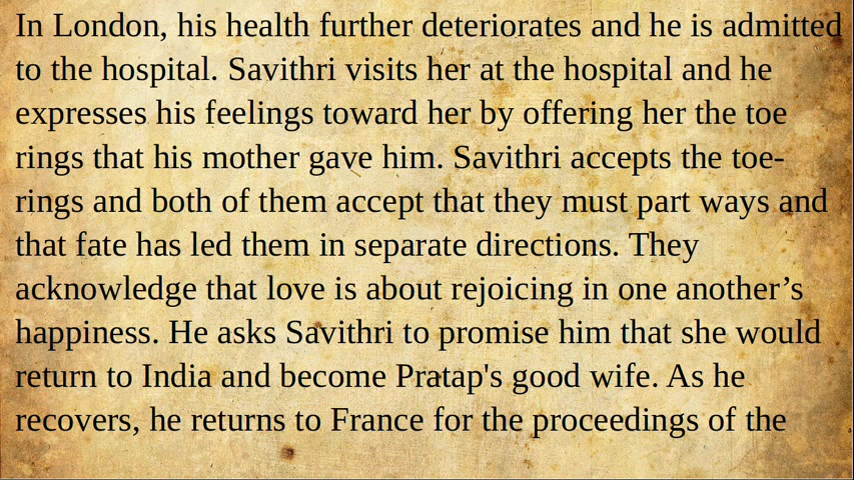 In London, his health further deteriorates and he is admitted
to the hospital. Savithri visits her at the hospital and he
expresses his feelings toward her by offering her the toe
rings that his mother gave him. Savithri accepts the toe-
rings and both of them accept that they must part ways and
that fate has led them in separate directions. They
acknowledge that love is about rejoicing in one another’s
happiness. He asks Savithri to promise him that she would
return to India and become Pratap's good wife. As he
recovers, he returns to France for the proceedings of the